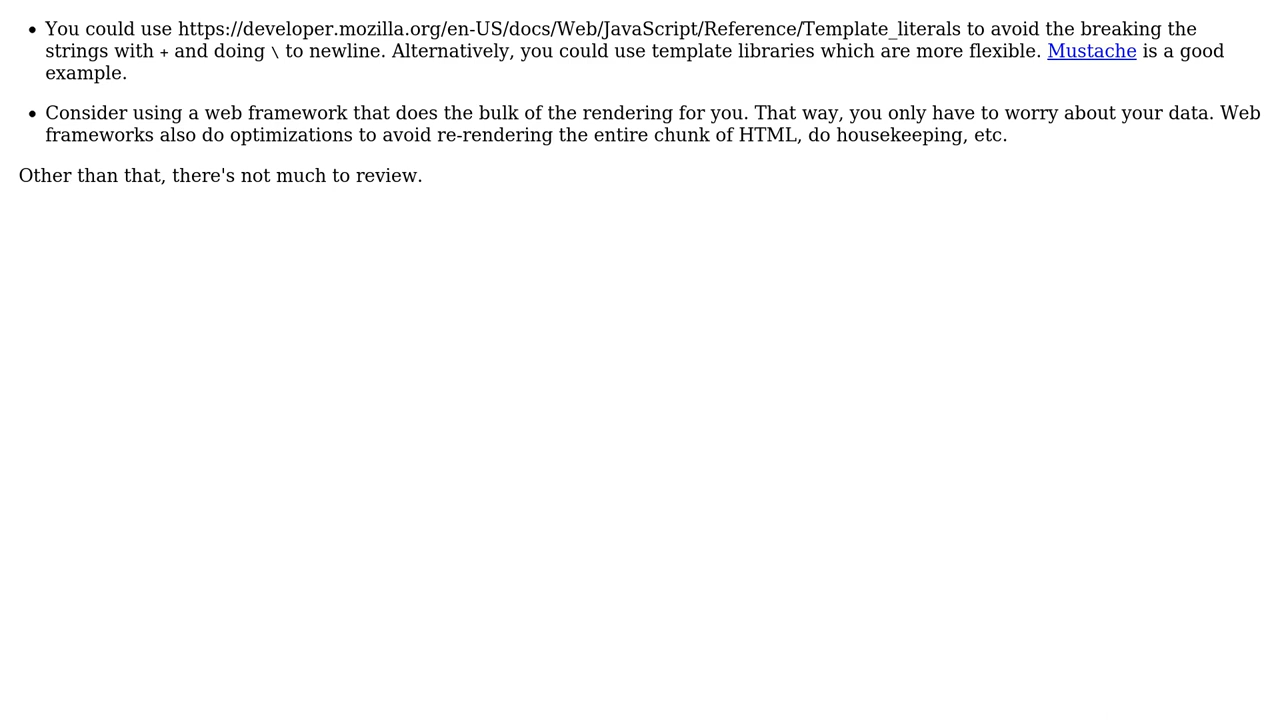 • You could use https://developer.mozilla.org/en-US/docs/Web/JavaScript/Reference/Template_literals to avoid the breaking the
strings with + and doing \ to newline. Alternatively, you could use template libraries which are more flexible. Mustache is a good
example.
• Consider using a web framework that does the bulk of the rendering for you. That way, you only have to worry about your data. Web
frameworks also do optimizations to avoid re-rendering the entire chunk of HTML, do housekeeping, etc.
Other than that, there's not much to review.